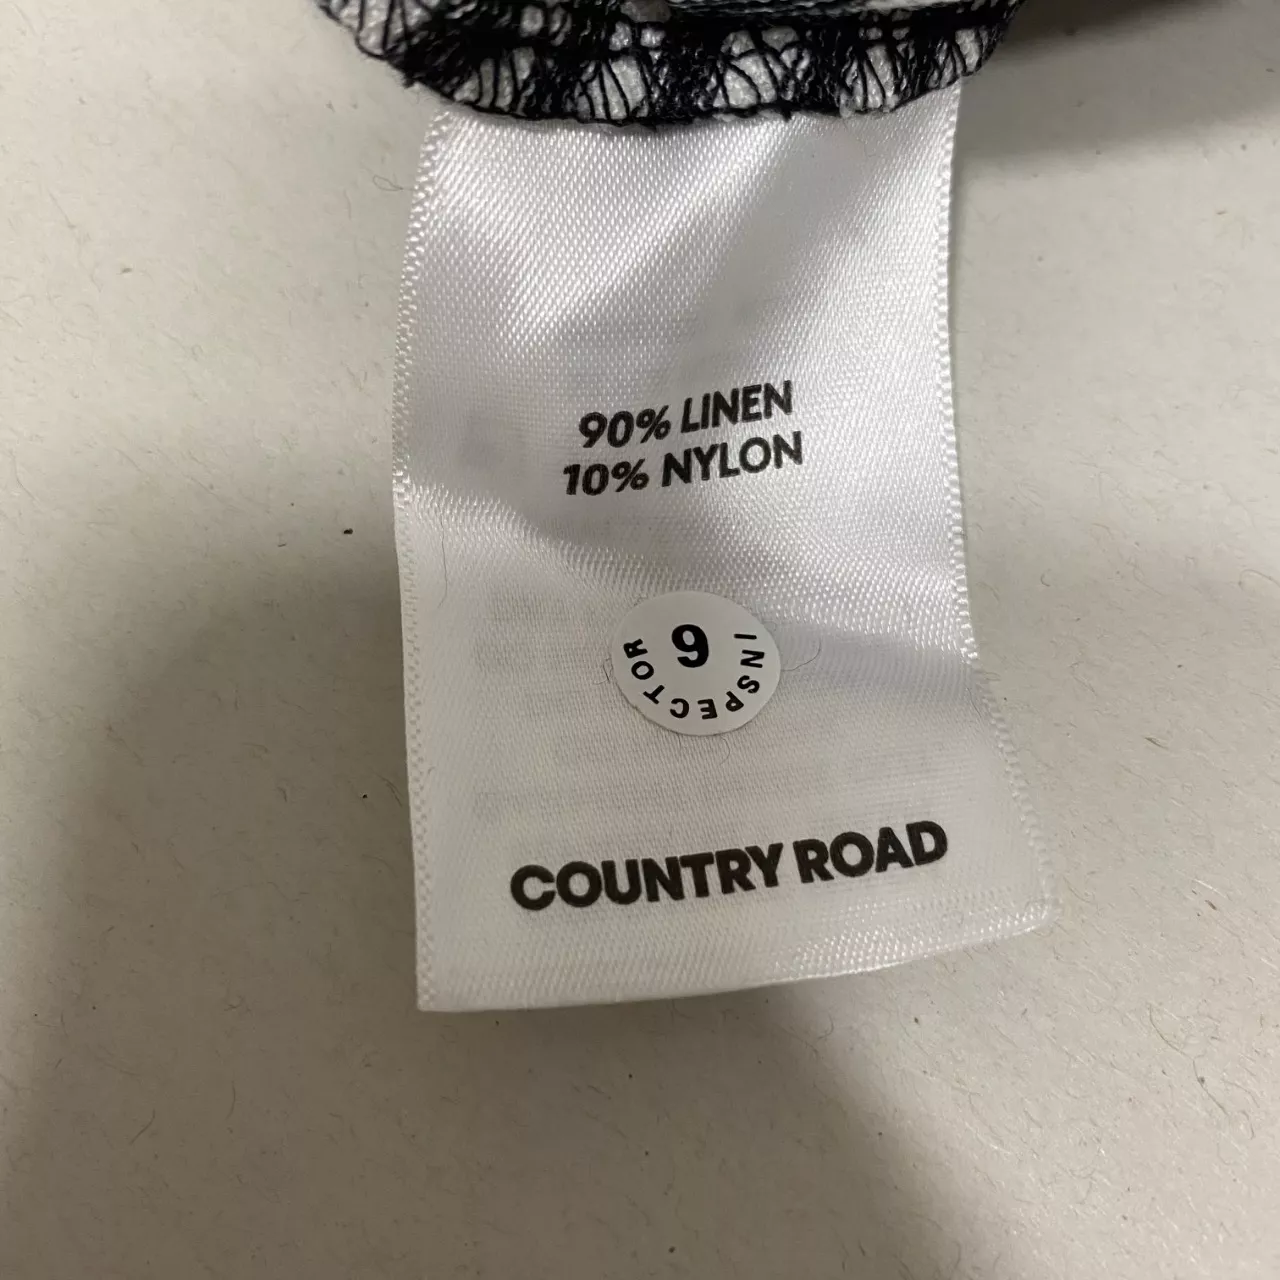 90% LINEN
10% NYLON
INSPECTOR
6
COUNTRY ROAD